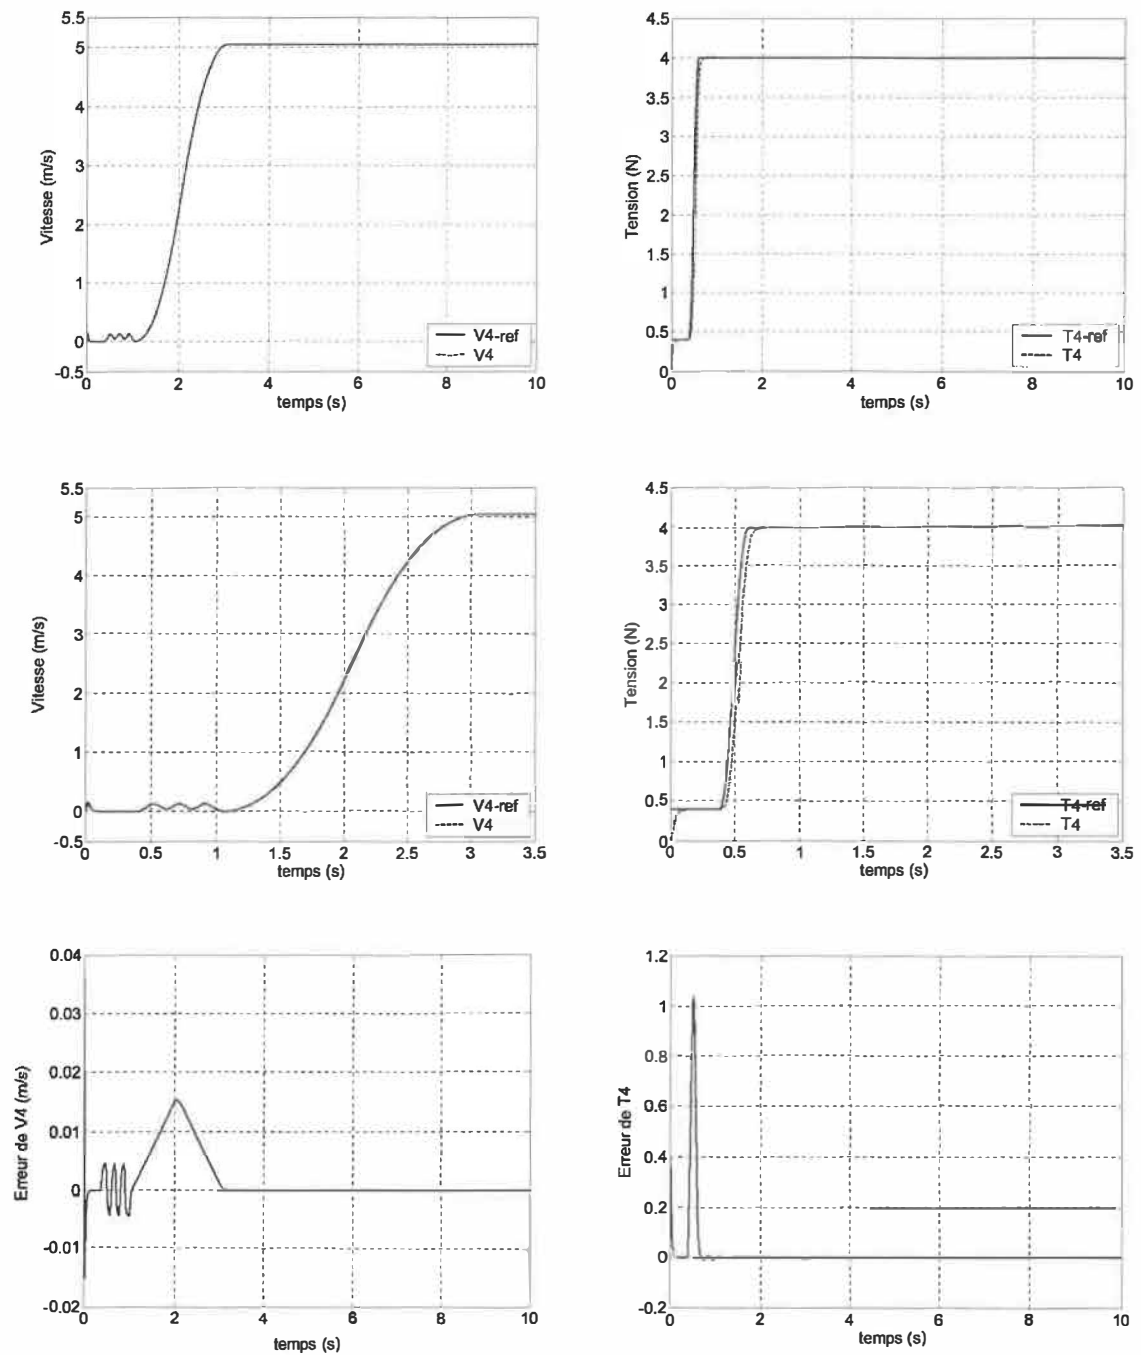 5.5
5
4
3
2
1
0
-0.5
Vitesse (m/s)
V4-ref
V4
0 2 4 6 8 10
temps (s)
4.5
4
3.5
3
2.5
2
1.5
1
0.5
0
Tension (N)
T4-ref
T4
0 2 4 6 8 10
temps (s)
5.5
5
4
3
2
1
0
-0.5
Vitesse (m/s)
V4-ref
V4
0 0.5 1 1.5 2 2.5 3 3.5
temps (s)
4.5
4
3.5
3
2.5
2
1.5
1
0.5
0
Tension (N)
T4-ref
T4
0 0.5 1 1.5 2 2.5 3 3.5
temps (s)
0.04
0.03
0.02
0.01
0
-0.01
-0.02
Erreur de V4 (m/s)
0 2 4 6 8 10
temps (s)
1.2
1
0.8
0.6
0.4
0.2
0
-0.2
Erreur de T4
0 2 4 6 8 10
temps (s)